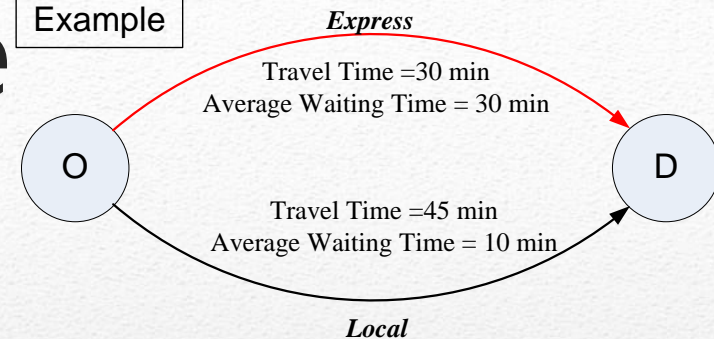 Example
e
Express
Travel Time =30 min
Average Waiting Time = 30 min
O
D
Travel Time =45 min
Average Waiting Time = 10 min
Local